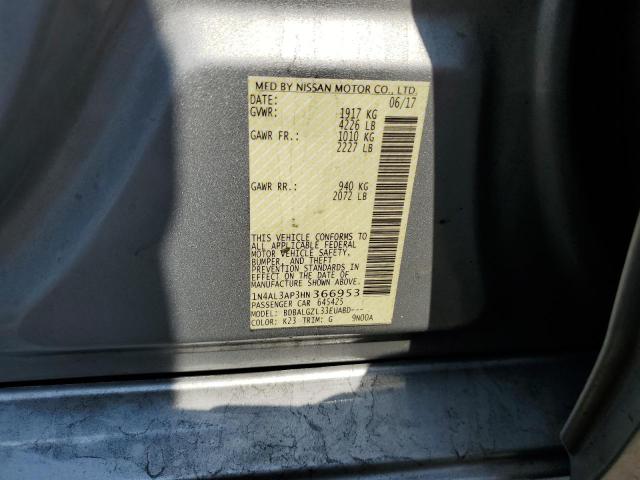 MFD BY NISSAN MOTOR CO., LTD.
DATE: 06/17
GVWR: 1917 KG
4226 LB
GAWR FR.: 1010 KG
2227 LB
GAWR RR.: 940 KG
2072 LB
THIS VEHICLE CONFORMS TO
ALL APPLICABLE FEDERAL
MOTOR VEHICLE SAFETY,
BUMPER, AND THEFT
PREVENTION STANDARDS IN
EFFECT ON THE DATE OF
MANUFACTURE SHOWN ABOVE.
1N4AL3AP3HN366953
PASSENGER CAR 645425
MODEL: BDBALGZL33EUABD---
COLOR: K23 TRIM: G 9N00A